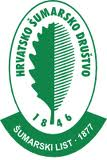 HRVATSKO ŠUMARSKO DRUŠTVO
1846
ŠUMARSKI LIST - 1877